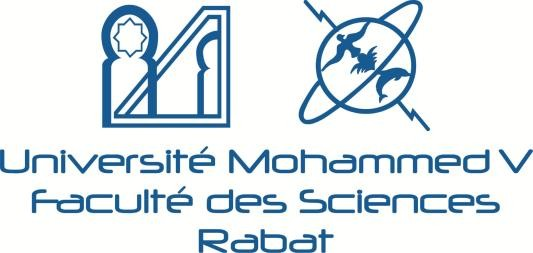 Université Mohammed V
Faculté des Sciences
Rabat